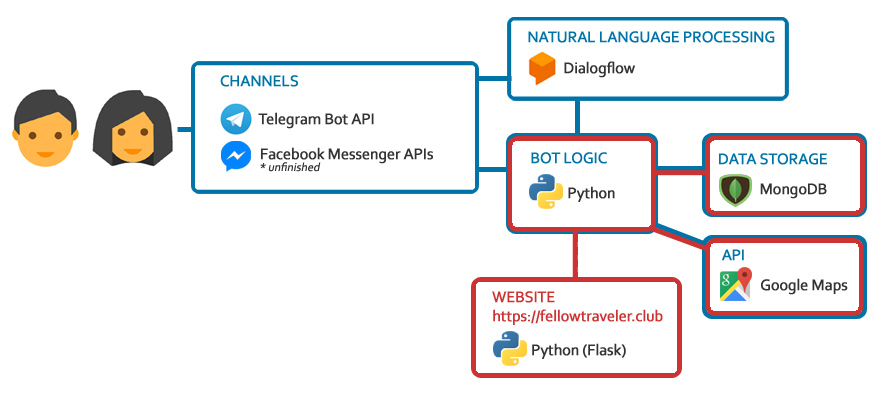 NATURAL LANGUAGE PROCESSING
Dialogflow
CHANNELS
Telegram Bot API
Facebook Messenger APIs
* unfinished
BOT LOGIC
Python
DATA STORAGE
MongoDB
API
Google Maps
WEBSITE
https://fellowtraveler.club
Python (Flask)